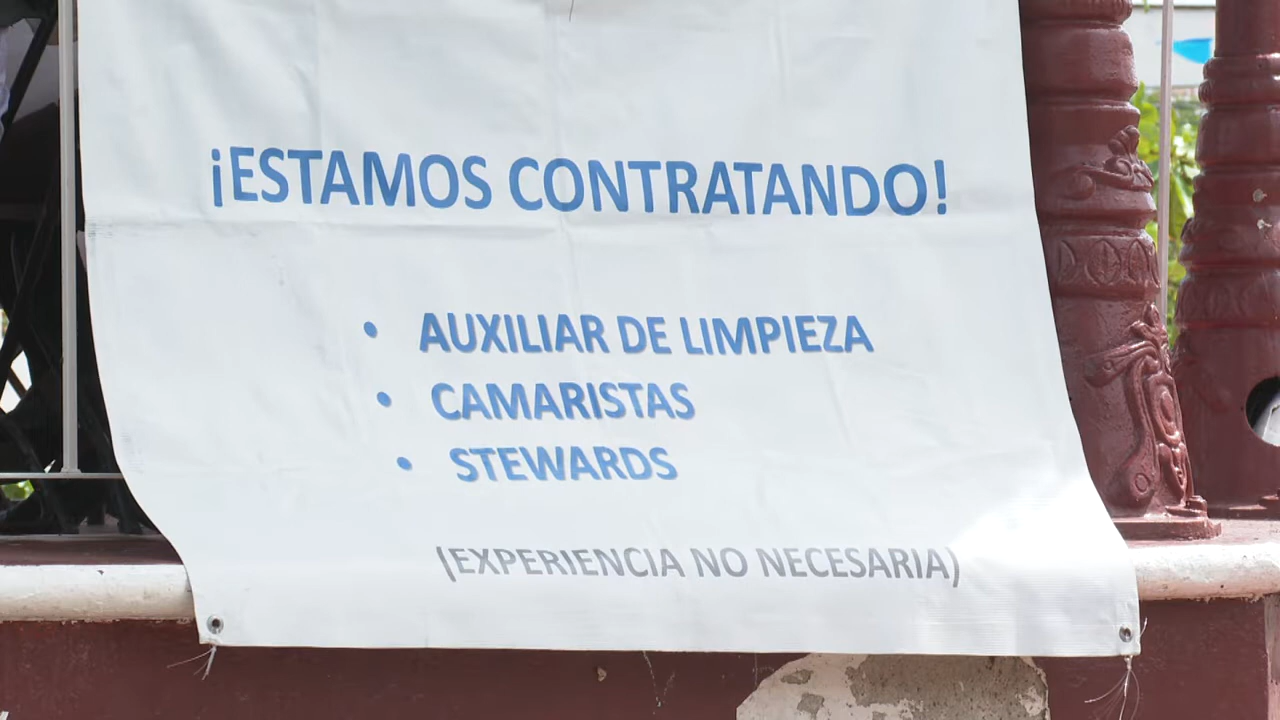 ¡ESTAMOS CONTRATANDO!
• AUXILIAR DE LIMPIEZA
• CAMARISTAS
• STEWARDS
(EXPERIENCIA NO NECESARIA)